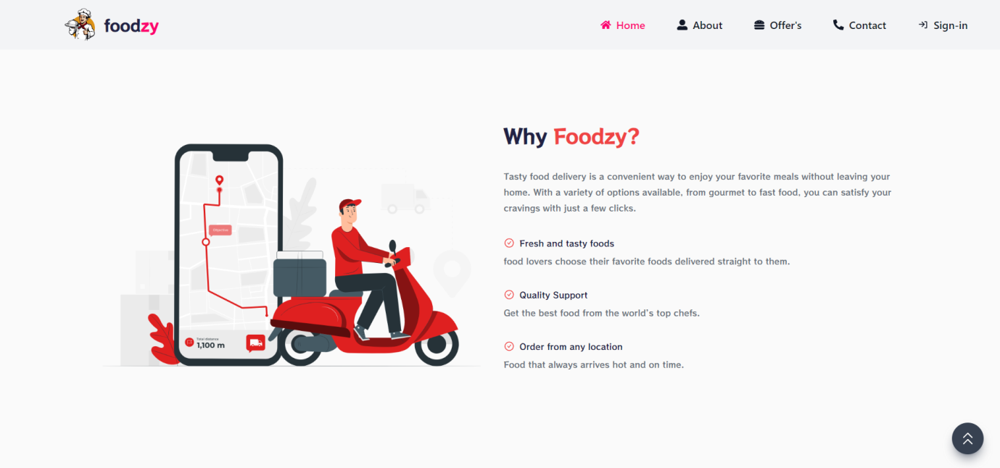 foodzy
Home
About
Offer's
Contact
Sign-in
Why Foodzy?
Tasty food delivery is a convenient way to enjoy your favorite meals without leaving your
home. With a variety of options available, from gourmet to fast food, you can satisfy your
cravings with just a few clicks.
Fresh and tasty foods
food lovers choose their favorite foods delivered straight to them.
Quality Support
Get the best food from the world's top chefs.
Order from any location
Food that always arrives hot and on time.
Total distance
1,100 m